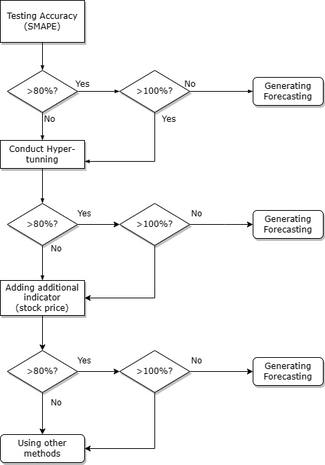 Testing Accuracy
(SMAPE)
>80%?
Yes
>100%?
No
Generating
Forecasting
No
Yes
Conduct Hyper-
tunning
>80%?
Yes
>100%?
No
Generating
Forecasting
No
Adding additional
indicator
(stock price)
>80%?
Yes
>100%?
No
Generating
Forecasting
No
Using other
methods